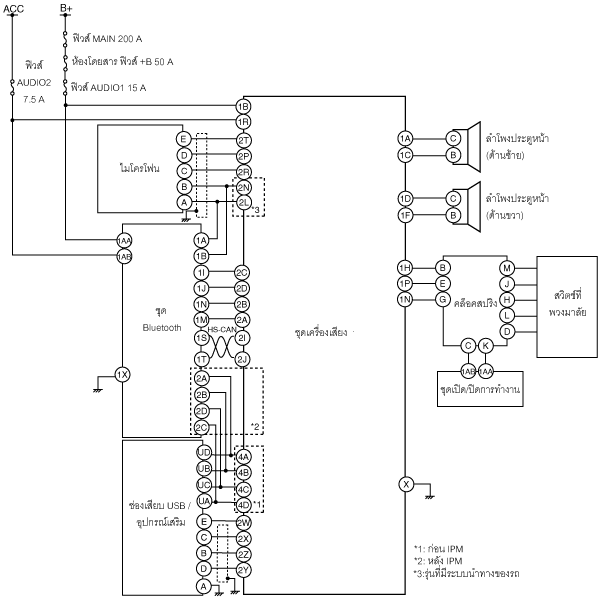 ACC
B+
ฟิวส์ MAIN 200 A
ห้องโดยสาร ฟิวส์ +B 50 A
ฟิวส์ AUDIO1 15 A
ฟิวส์
AUDIO2
7.5 A
1B
1R
ไมโครโฟน
E
D
C
B
A
2T
2P
2R
2N
2L
*3
1A
1C
C
B
ลำโพงประตูหน้า
(ด้านซ้าย)
1D
1F
C
B
ลำโพงประตูหน้า
(ด้านขวา)
1AA
1AB
1A
1B
1I
1J
1N
1M
1S
1T
2C
2D
2B
2A
2I
2J
HS-CAN
ชุด
Bluetooth
ชุดเครื่องเสียง
1H
1P
1N
B
E
G
คล็อคสปริง
M
J
H
L
D
สวิตช์ที่
พวงมาลัย
C
K
1AB
1AA
ชุดเปิด/ปิดการทำงาน
1X
2A
2B
2D
2C
*2
UD
UB
UC
UA
4A
4B
4C
4D
*1
ช่องเสียบ USB /
อุปกรณ์เสริม
E
C
B
D
A
2W
2X
2Z
2Y
X
*1: ก่อน IPM
*2: หลัง IPM
*3:รุ่นที่มีระบบนำทางของรถ